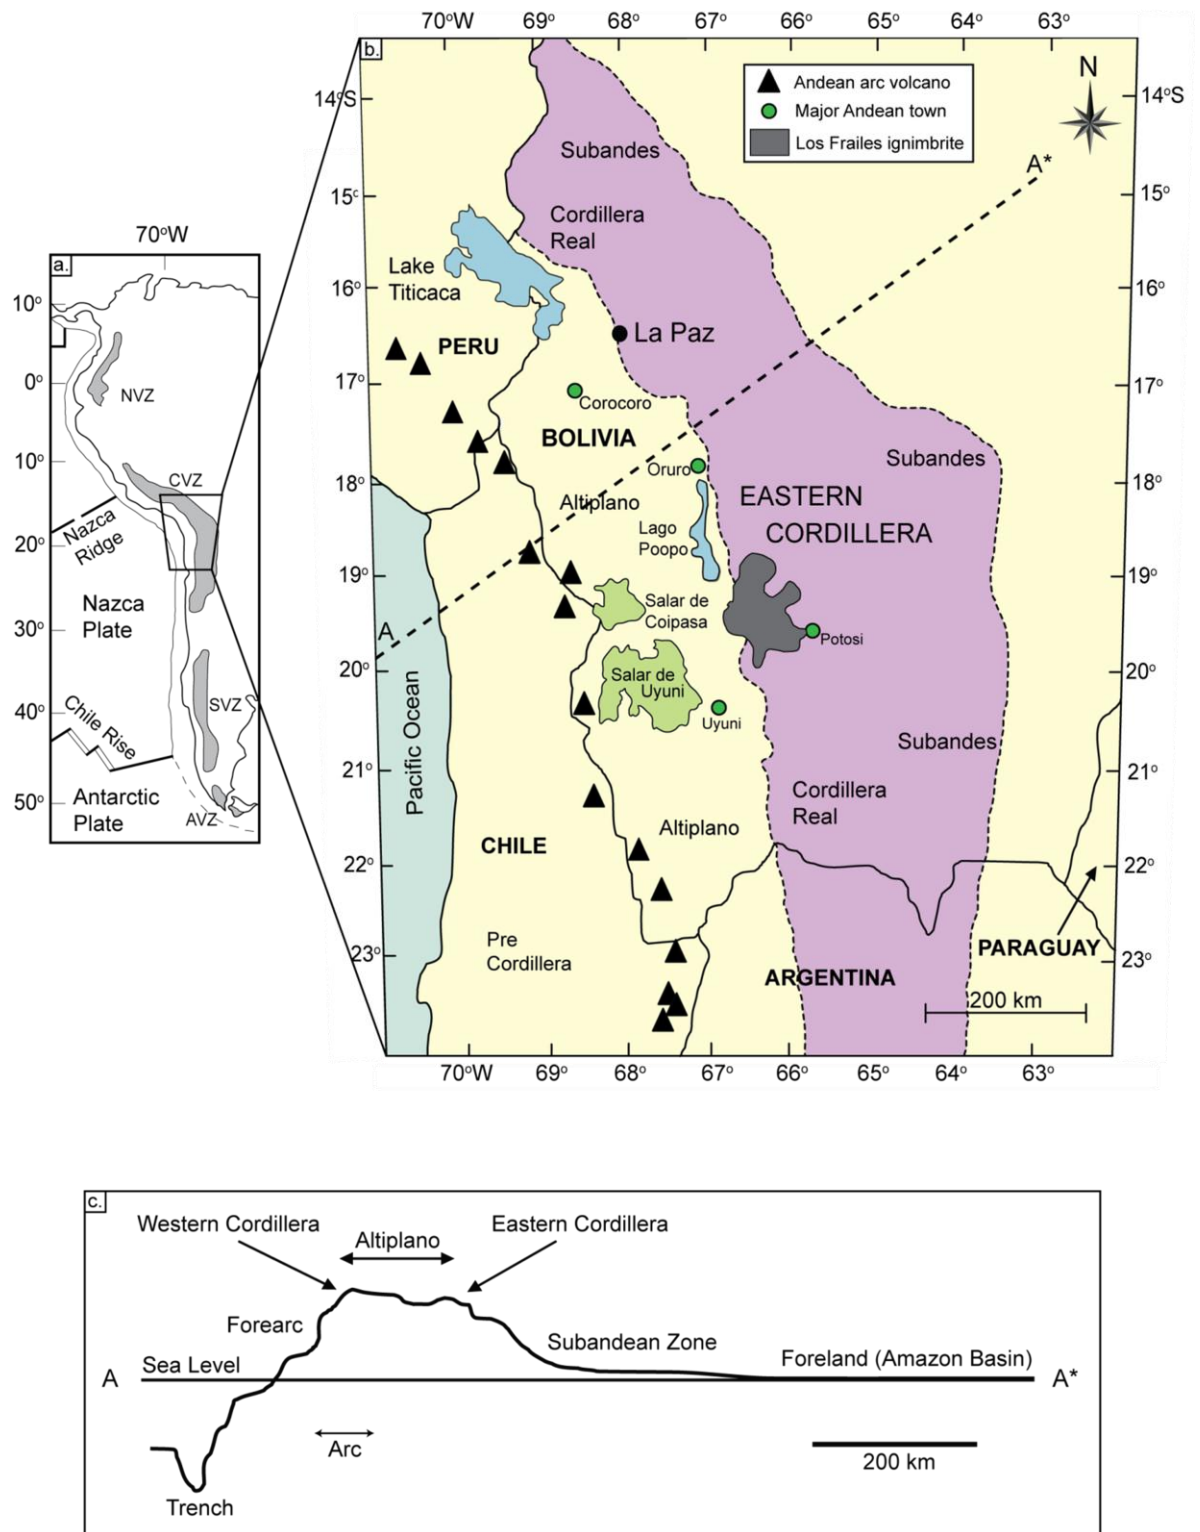 a.
70°W
10°
0°
10°
20°
30°
40°
50°
NVZ
CVZ
SVZ
AVZ
Nazca
Ridge
Nazca
Plate
Chile Rise
Antarctic
Plate
b.
70°W 69° 68° 67° 66° 65° 64° 63°
14°S
15°
16°
17°
18°
19°
20°
21°
22°
23°
14°S
15°
16°
17°
18°
19°
20°
21°
22°
23°
70°W 69° 68° 67° 66° 65° 64° 63°
Andean arc volcano
Major Andean town
Los Frailes ignimbrite
N
A*
Subandes
Cordillera
Real
Lake
Titicaca
La Paz
PERU
Corocoro
BOLIVIA
Oruro
Subandes
Altiplano
EASTERN
CORDILLERA
Lago
Poopo
Salar de
Coipasa
Potosi
A
Salar de
Uyuni
Uyuni
Pacific Ocean
Subandes
Cordillera
Real
Altiplano
CHILE
Pre
Cordillera
ARGENTINA
PARAGUAY
200 km
c.
Western Cordillera
Altiplano
Eastern Cordillera
Forearc
Subandean Zone
Sea Level
Foreland (Amazon Basin)
A
A*
Arc
200 km
Trench